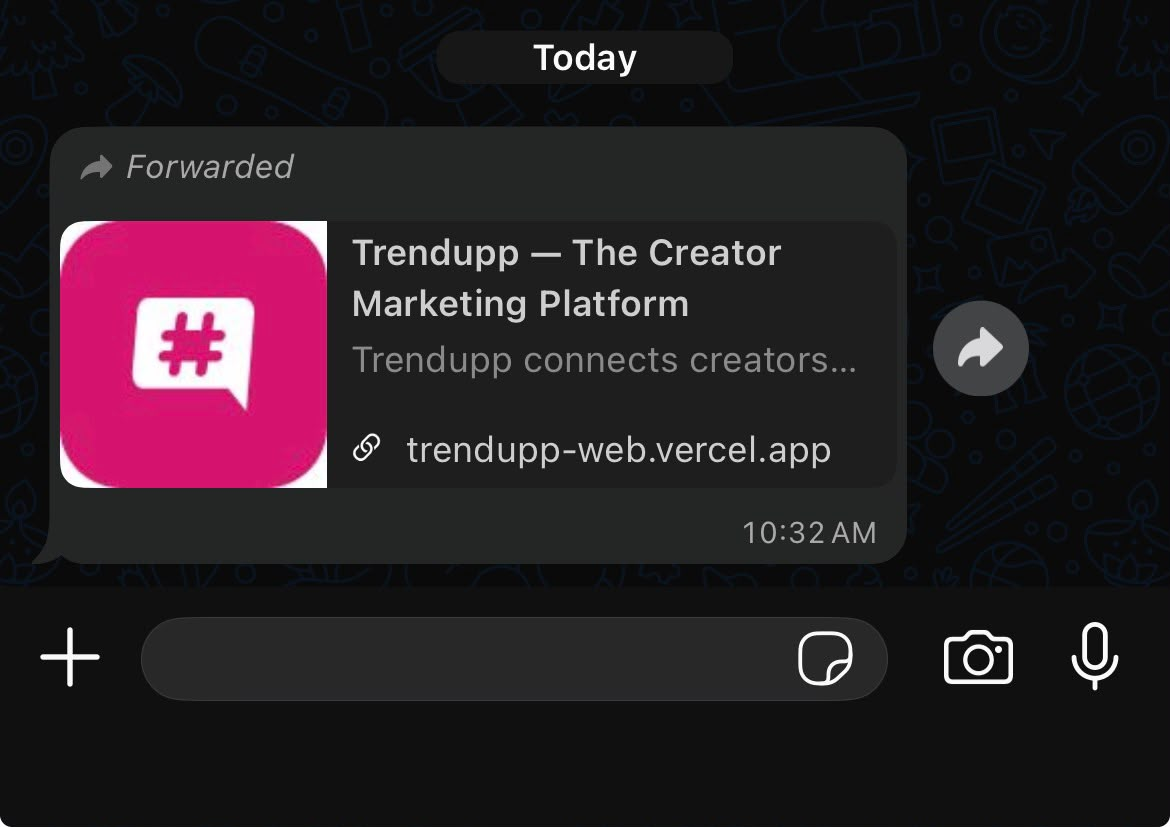 Today
Forwarded
#
Trendupp — The Creator
Marketing Platform
Trendupp connects creators...
trendupp-web.vercel.app
10:32 AM